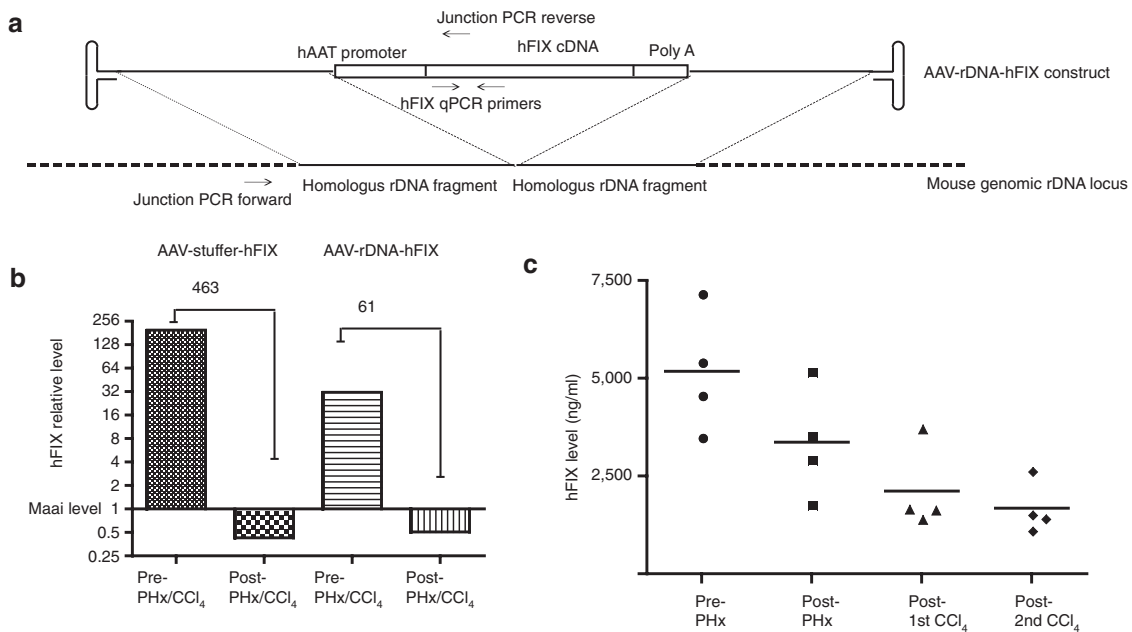 a
Junction PCR reverse
hAAT promoter
hFIX cDNA
Poly A
AAV-rDNA-hFIX construct
hFIX qPCR primers
Junction PCR forward
Homologus rDNA fragment
Homologus rDNA fragment
Mouse genomic rDNA locus
b
AAV-stuffer-hFIX
AAV-rDNA-hFIX
463
61
hFIX relative level
256
128
64
32
16
8
4
2
Maai level 1
0.5
0.25
Pre-
PHx/CCl4
Post-
PHx/CCl4
Pre-
PHx/CCl4
Post-
PHx/CCl4
c
hFIX level (ng/ml)
7,500
5,000
2,500
Pre-
PHx
Post-
PHx
Post-
1st CCl4
Post-
2nd CCl4